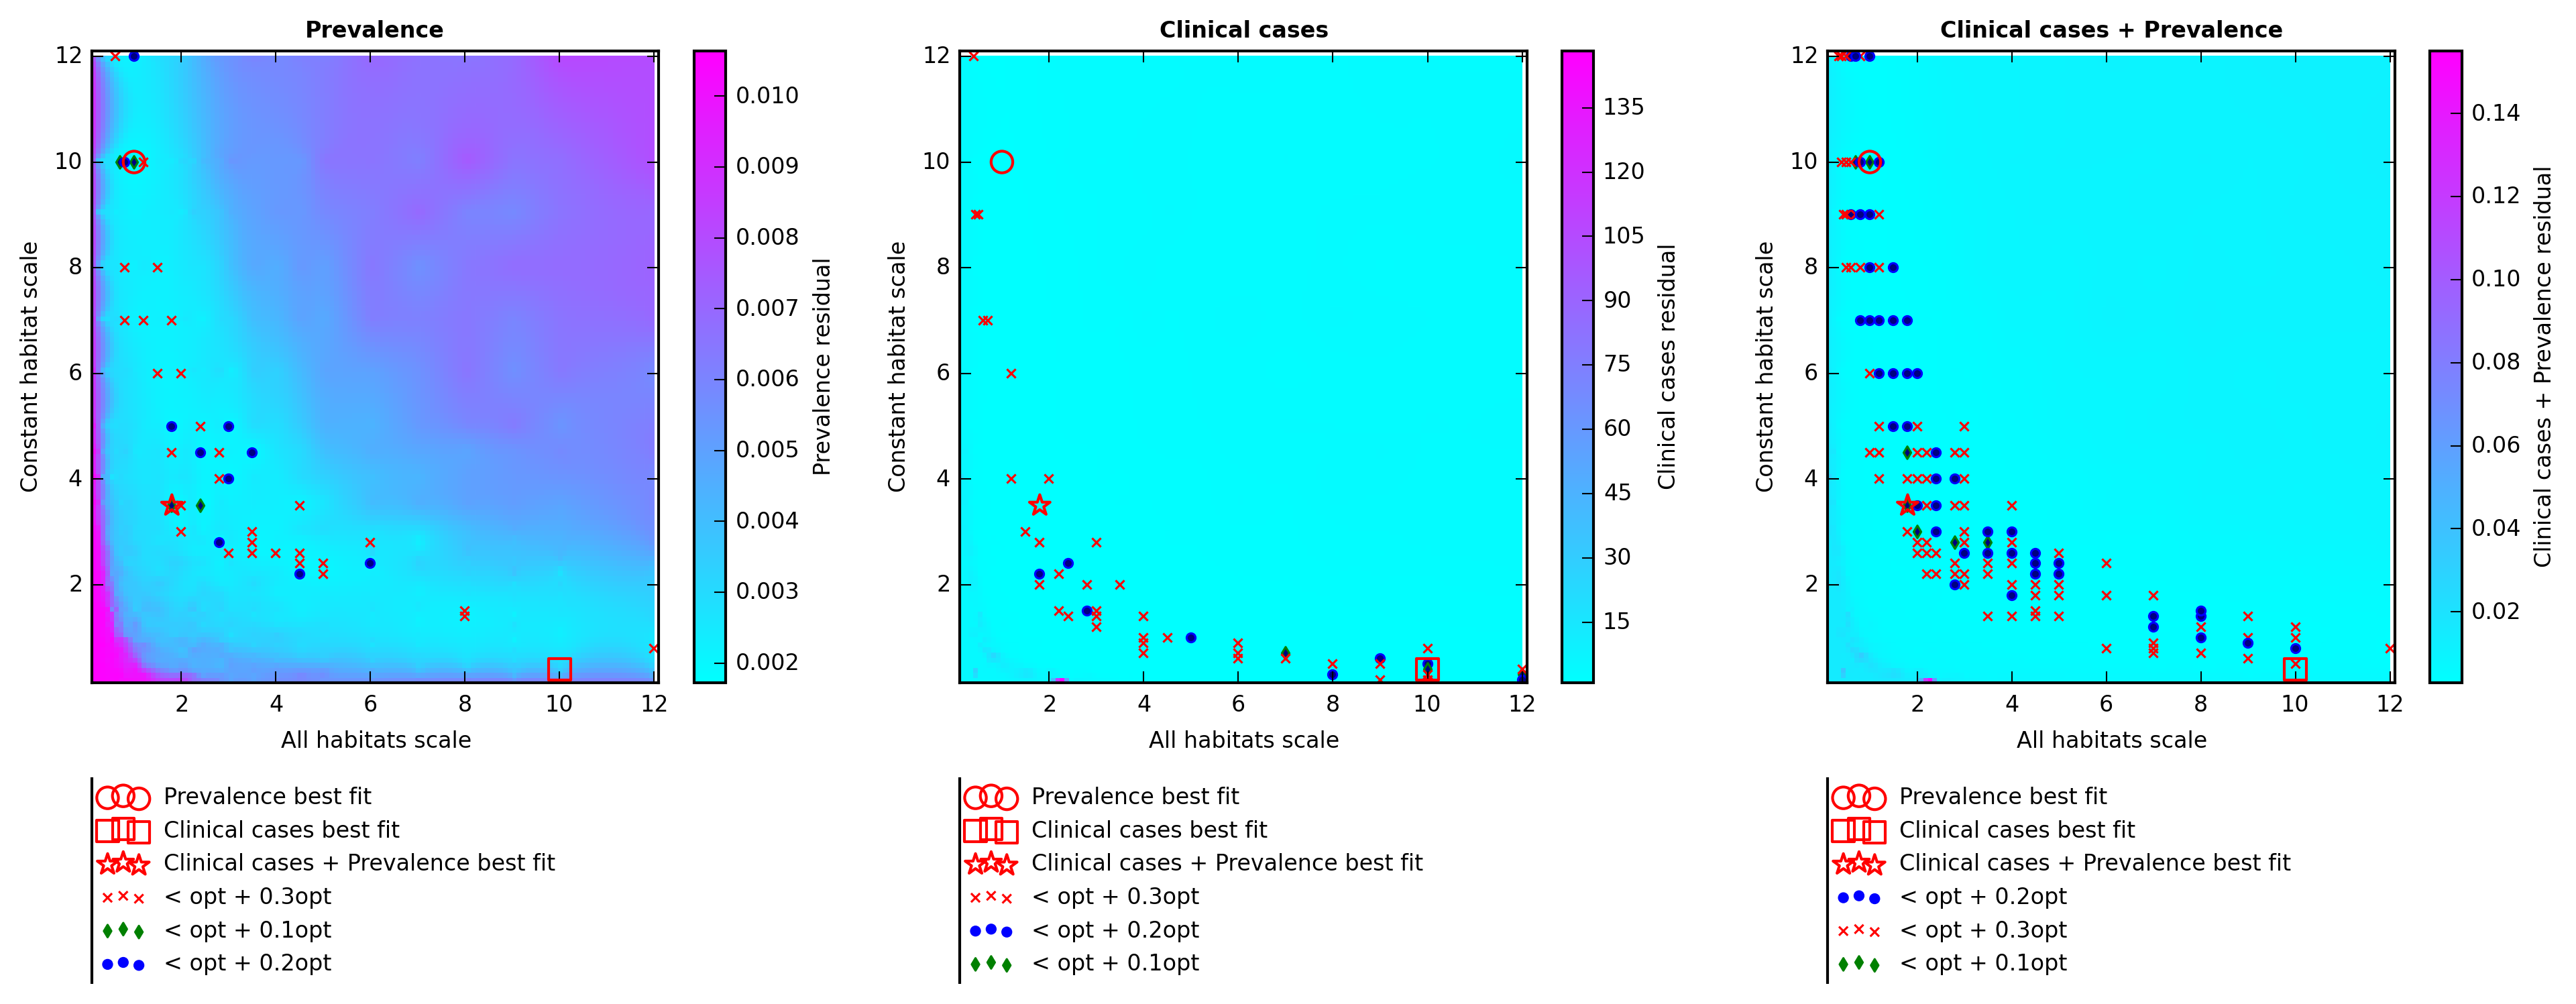 Prevalence
12
10
8
6
4
2
Constant habitat scale
2 4 6 8 10 12
All habitats scale
0.010
0.009
0.008
0.007
0.006
0.005
0.004
0.003
0.002
Prevalence residual
Prevalence best fit
Clinical cases best fit
Clinical cases + Prevalence best fit
< opt + 0.3opt
< opt + 0.1opt
< opt + 0.2opt
Clinical cases
12
10
8
6
4
2
Constant habitat scale
2 4 6 8 10 12
All habitats scale
135
120
105
90
75
60
45
30
15
Clinical cases residual
Prevalence best fit
Clinical cases best fit
Clinical cases + Prevalence best fit
< opt + 0.3opt
< opt + 0.2opt
< opt + 0.1opt
Clinical cases + Prevalence
12
10
8
6
4
2
Constant habitat scale
2 4 6 8 10 12
All habitats scale
0.14
0.12
0.10
0.08
0.06
0.04
0.02
Clinical cases + Prevalence residual
Prevalence best fit
Clinical cases best fit
Clinical cases + Prevalence best fit
< opt + 0.2opt
< opt + 0.3opt
< opt + 0.1opt